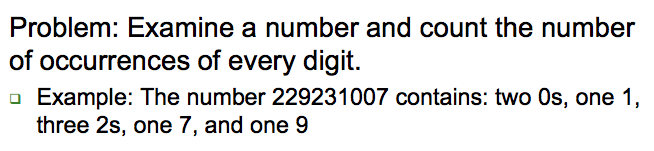 Problem: Examine a number and count the number
of occurrences of every digit.
Example: The number 229231007 contains: two 0s, one 1,
three 2s, one 7, and one 9